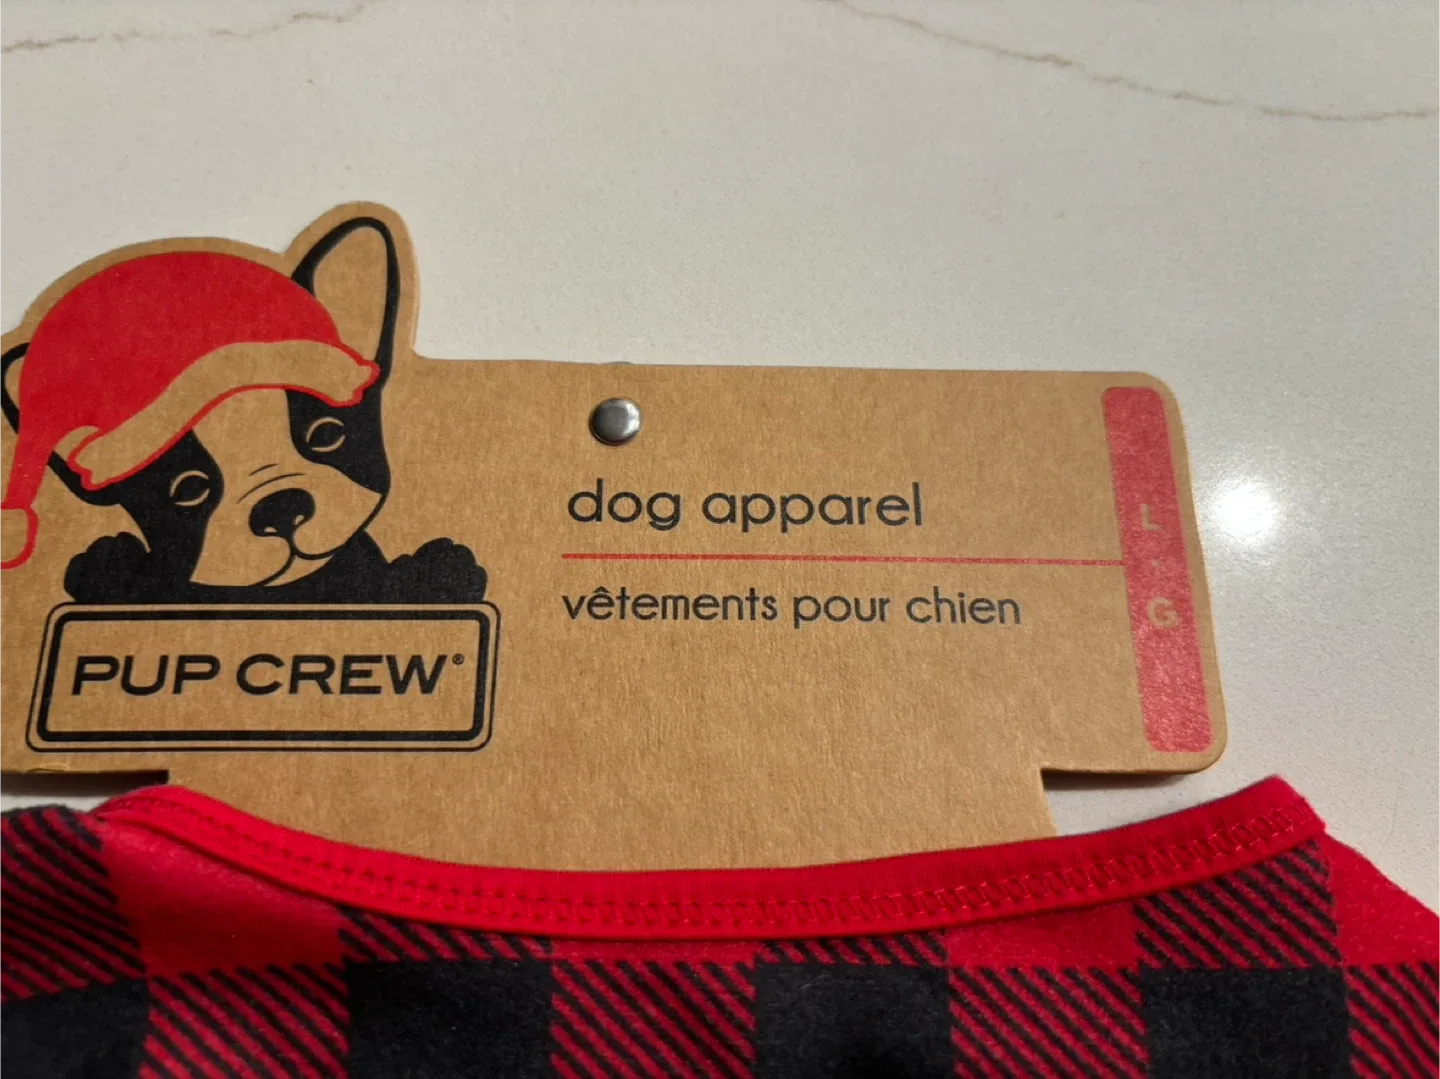 dog apparel
vêtements pour chien
PUP CREW®
L
G